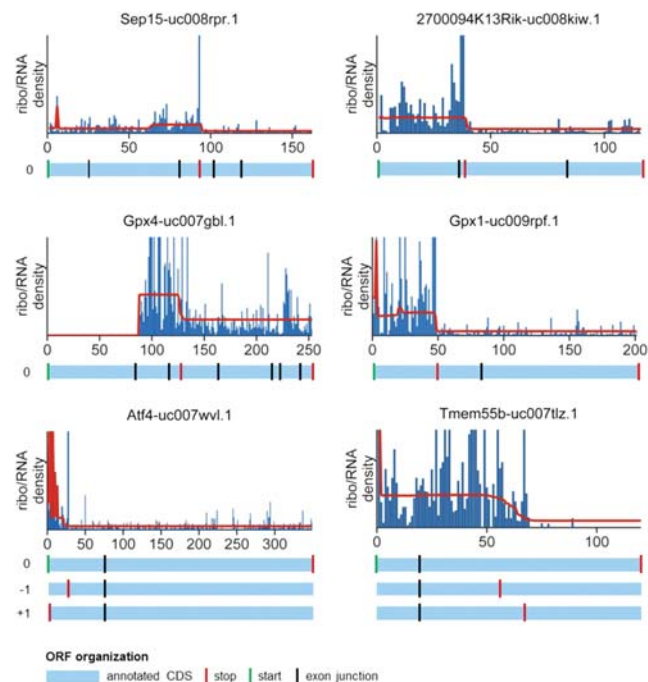 Sep15-uc008rpr.1
2700094K13Rik-uc008kiw.1
ribo/RNA
density
0 50 100 150
0
ribo/RNA
density
0 50 100
Gpx4-uc007gbl.1
Gpx1-uc009rpf.1
ribo/RNA
density
0 50 100 150 200 250
0
ribo/RNA
density
0 50 100 150 200
Atf4-uc007wvl.1
Tmem55b-uc007tlz.1
ribo/RNA
density
0 50 100 150 200 250 300
0
-1
+1
ribo/RNA
density
0 50 100
ORF organization
annotated CDS stop start exon junction